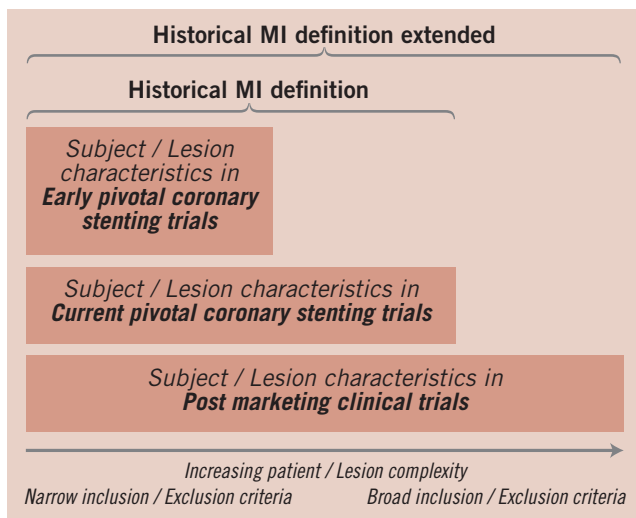 Historical MI definition extended
Historical MI definition
Subject / Lesion
characteristics in
Early pivotal coronary
stenting trials
Subject / Lesion characteristics in
Current pivotal coronary stenting trials
Subject / Lesion characteristics in
Post marketing clinical trials
Increasing patient / Lesion complexity
Narrow inclusion / Exclusion criteria Broad inclusion / Exclusion criteria